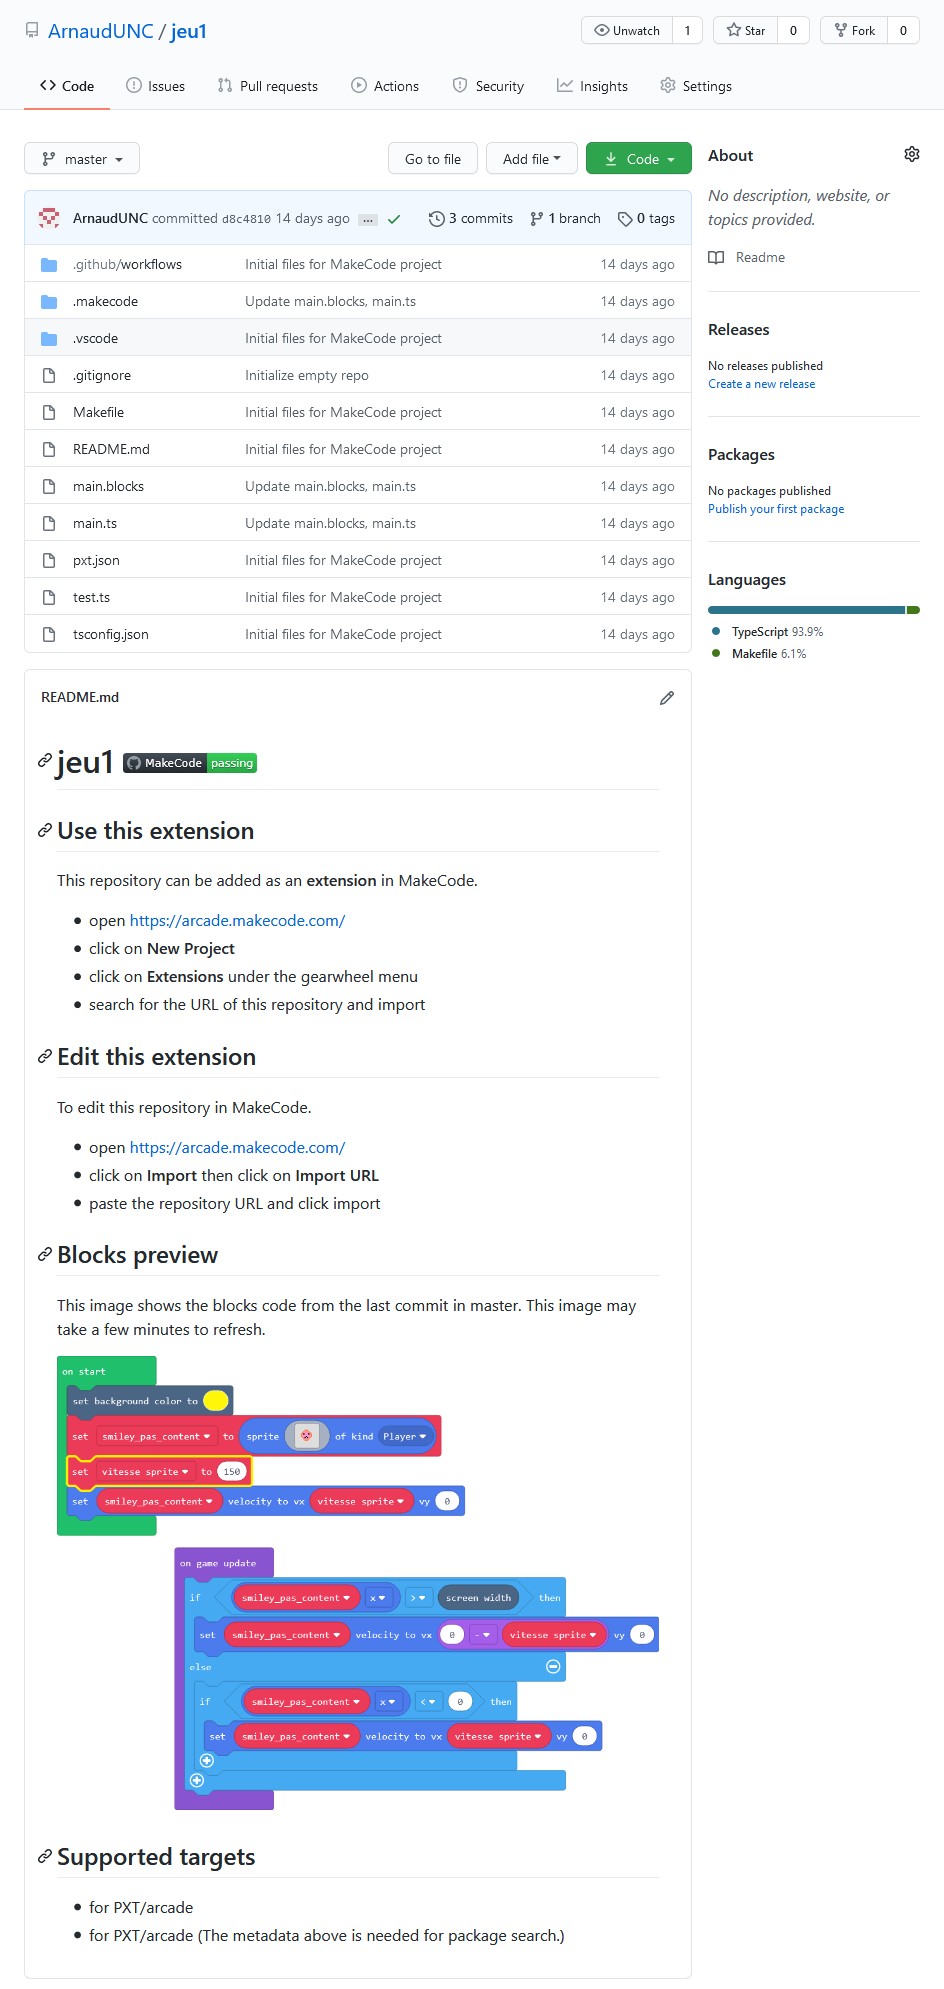 ArnaudUNC / jeu1
Unwatch 1 Star 0 Fork 0
Code Issues Pull requests Actions Security Insights Settings
master Go to file Add file Code
ArnaudUNC committed d8c4810 14 days ago ... 3 commits 1 branch 0 tags
.github/workflows Initial files for MakeCode project 14 days ago
.makecode Update main.blocks, main.ts 14 days ago
.vscode Initial files for MakeCode project 14 days ago
.gitignore Initialize empty repo 14 days ago
Makefile Initial files for MakeCode project 14 days ago
README.md Initial files for MakeCode project 14 days ago
main.blocks Update main.blocks, main.ts 14 days ago
main.ts Update main.blocks, main.ts 14 days ago
pxt.json Initial files for MakeCode project 14 days ago
test.ts Initial files for MakeCode project 14 days ago
tsconfig.json Initial files for MakeCode project 14 days ago
About
No description, website, or
topics provided.
Readme
Releases
No releases published
Create a new release
Packages
No packages published
Publish your first package
Languages
TypeScript 93.9%
Makefile 6.1%
README.md
jeu1 MakeCode passing
Use this extension
This repository can be added as an extension in MakeCode.
open https://arcade.makecode.com/
click on New Project
click on Extensions under the gearwheel menu
search for the URL of this repository and import
Edit this extension
To edit this repository in MakeCode.
open https://arcade.makecode.com/
click on Import then click on Import URL
paste the repository URL and click import
Blocks preview
This image shows the blocks code from the last commit in master. This image may
take a few minutes to refresh.
on start
set background color to
set smiley_pas_content to sprite of kind Player
set vitesse sprite to 150
set smiley_pas_content velocity to vx vitesse sprite vy 0
on game update
if smiley_pas_content x > screen width then
set smiley_pas_content velocity to vx 0 - vitesse sprite vy 0
else
if smiley_pas_content x < 0 then
set smiley_pas_content velocity to vx vitesse sprite vy 0
Supported targets
for PXT/arcade
for PXT/arcade (The metadata above is needed for package search.)